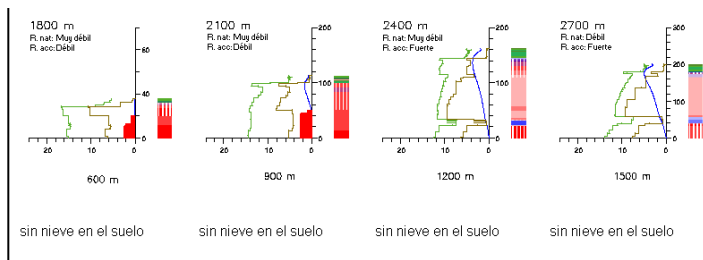 1800 m
R. nat: Muy débil
R. acc: Débil
80
40
0
20
10
0
600 m
sin nieve en el suelo
2100 m
R. nat: Muy débil
R. acc: Débil
200
100
0
20
10
0
900 m
sin nieve en el suelo
2400 m
R. nat: Muy débil
R. acc: Fuerte
200
100
0
20
10
0
1200 m
sin nieve en el suelo
2700 m
R. nat: Débil
R. acc: Fuerte
300
200
100
0
20
10
0
1500 m
sin nieve en el suelo